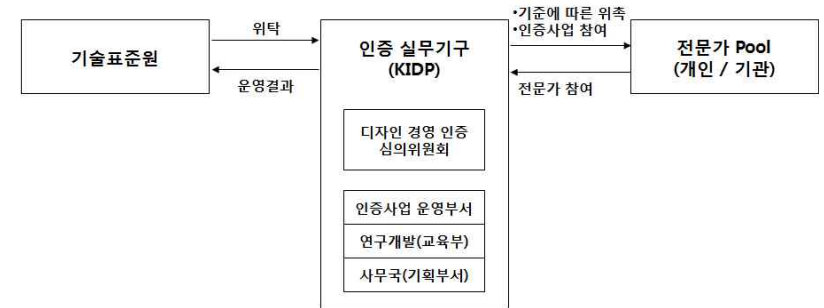 기술표준원
위탁
운영결과
인증 실무기구
(KIDP)
디자인 경영 인증
심의위원회
인증사업 운영부서
연구개발(교육부)
사무국(기획부서)
•기준에 따른 위촉
•인증사업 참여
전문가 참여
전문가 Pool
(개인 / 기관)